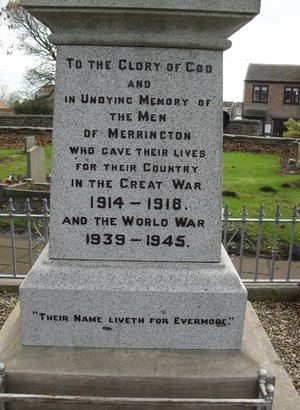 To the Glory of God
and
in Undying Memory of
the Men
of Merrington
who gave their lives
for their Country
in the Great War
1914 – 1918.
and the World War
1939 – 1945.
"Their Name liveth for Evermore."